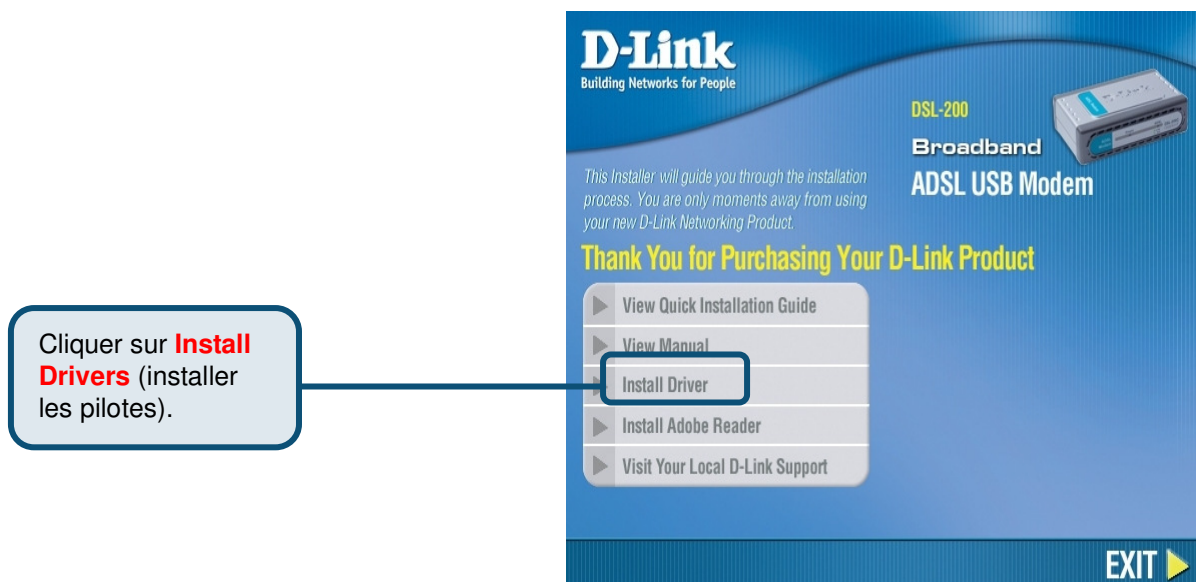 D-Link
Building Networks for People
DSL-200
Broadband
ADSL USB Modem
This Installer will guide you through the installation
process. You are only moments away from using
your new D-Link Networking Product.
Thank You for Purchasing Your D-Link Product
View Quick Installation Guide
View Manual
Install Driver
Install Adobe Reader
Visit Your Local D-Link Support
EXIT
Cliquer sur Install
Drivers (installer
les pilotes).